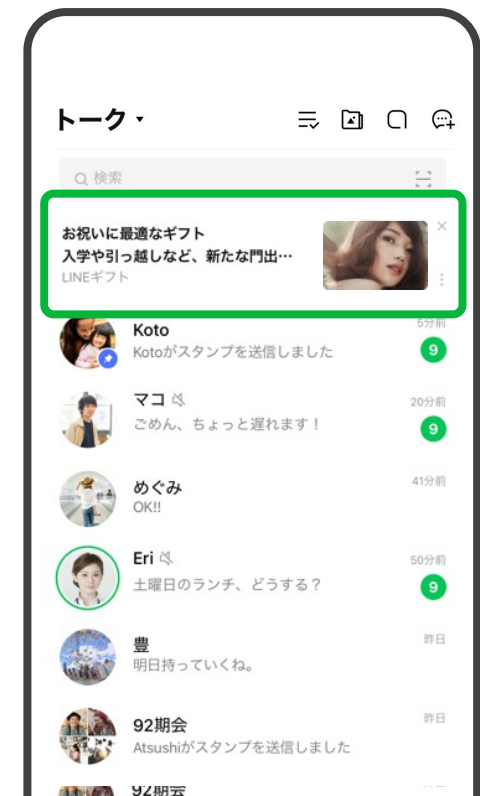 トーク
検索
お祝いに最適なギフト
入学や引っ越しなど、新たな門出…
LINEギフト
Koto
5分前
Kotoがスタンプを送信しました
9
マコ
20分前
ごめん、ちょっと遅れます！
9
めぐみ
41分前
OK!!
Eri
50分前
土曜日のランチ、どうする？
9
豊
昨日
明日持っていくね。
92期会
昨日
Atsushiがスタンプを送信しました
92期会